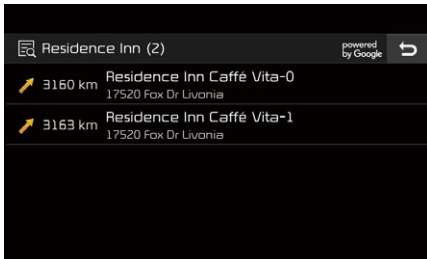 Residence Inn (2)
powered
by Google
3160 km
Residence Inn Caffé Vita-0
17520 Fox Dr Livonia
3163 km
Residence Inn Caffé Vita-1
17520 Fox Dr Livonia